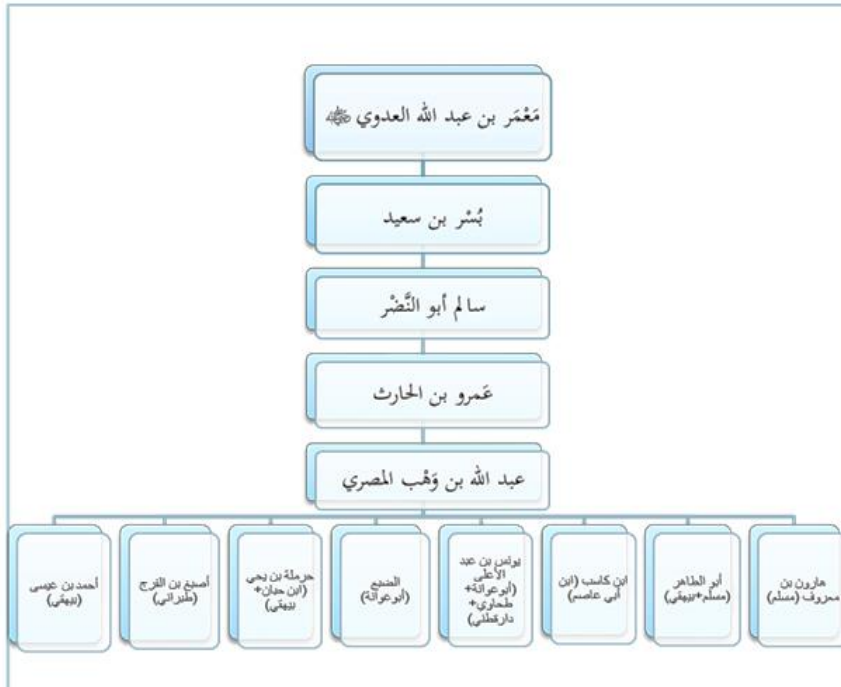 مَعْمَر بن عبد الله العدوي ﷺ
بُسْر بن سعيد
سالم أبو النَّضْر
عَمرو بن الحارث
عبد الله بن وَهْب المصري
هارون بن
معروف (مسلم)
أبو الطاهر
(مسلم+بيهقي)
ابن كاسب (ابن
أبي عاصم)
يونس بن عبد
الأعلى
(أبوعوانة+
طحاوي+
دارقطني)
(أبوعوانة)
حرملة بن يحي
(ابن حبان+
بيهقي)
أصبغ بن الفرج
(طبراني)
أحمد بن عيسى
(بيهقي)